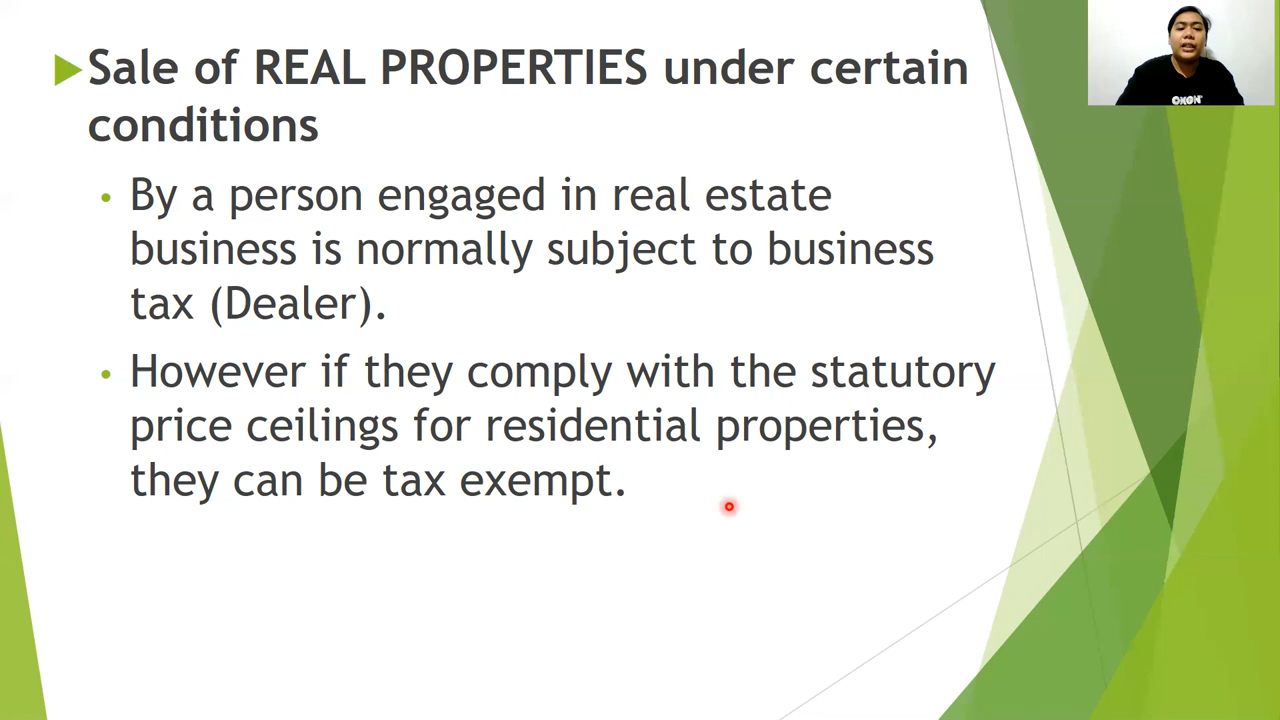 Sale of REAL PROPERTIES under certain
conditions
By a person engaged in real estate
business is normally subject to business
tax (Dealer).
However if they comply with the statutory
price ceilings for residential properties,
they can be tax exempt.
OXGN